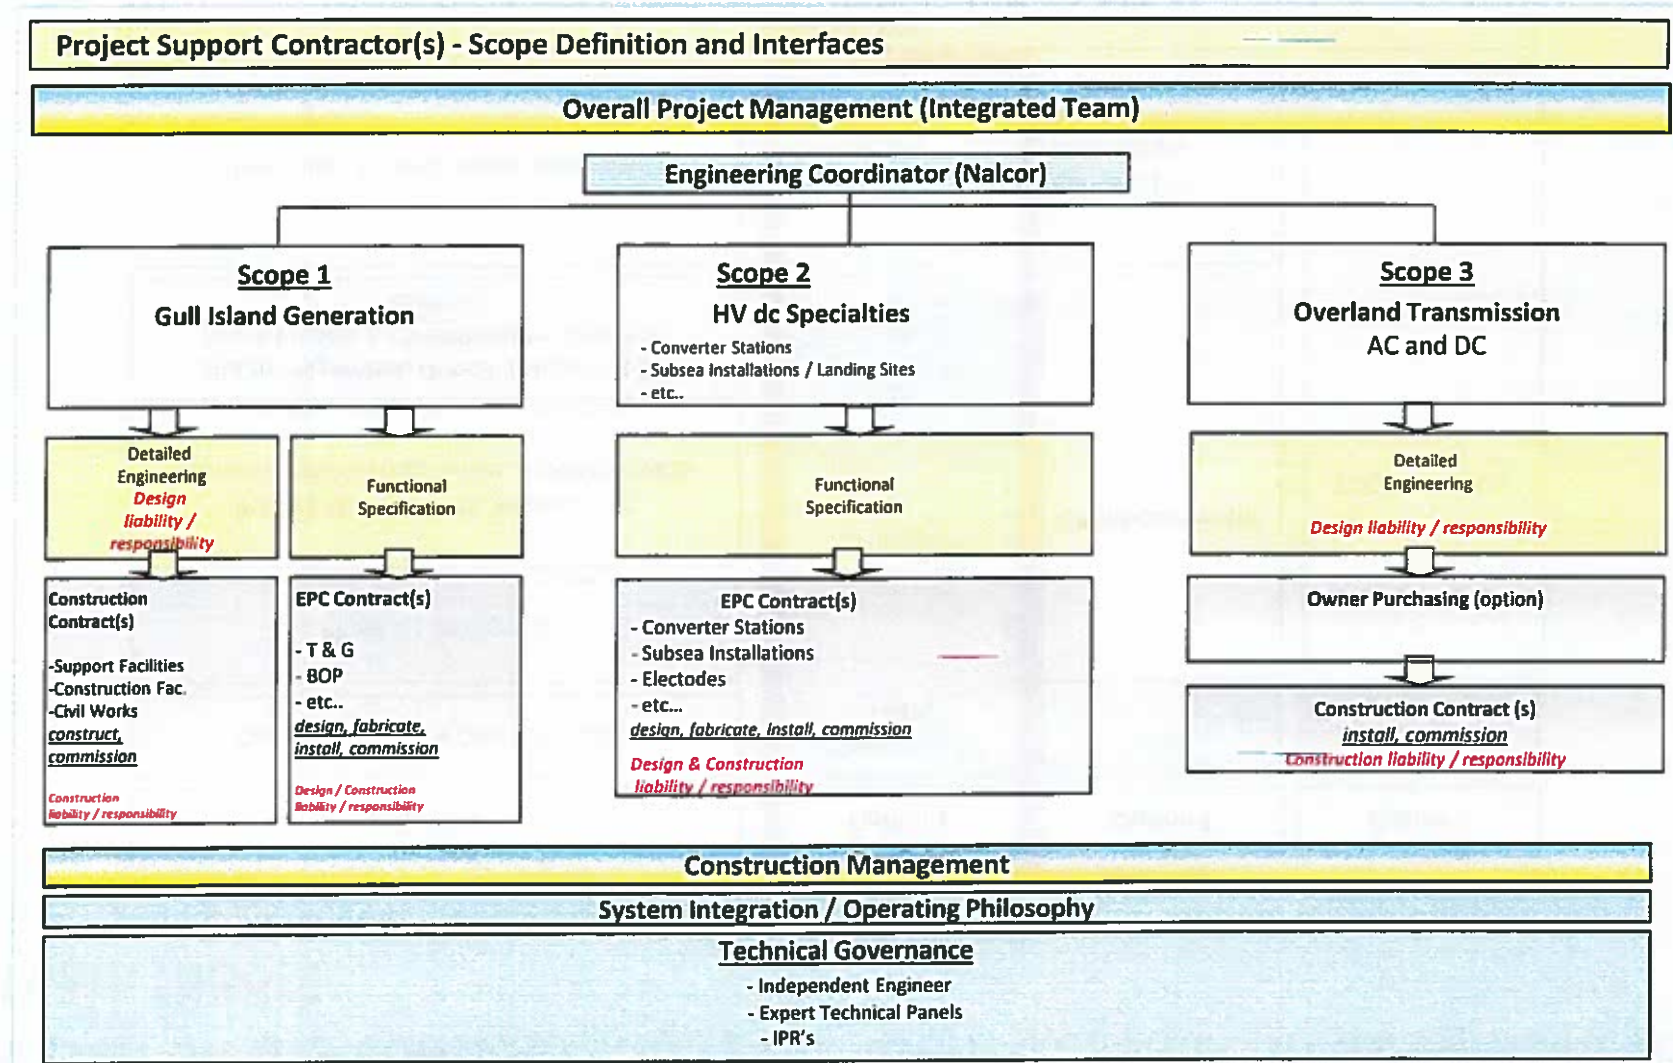 Project Support Contractor(s) - Scope Definition and Interfaces
Overall Project Management (Integrated Team)
Engineering Coordinator (Nalcor)
Scope 1
Gull Island Generation
Scope 2
HV dc Specialties
- Converter Stations
- Subsea Installations / Landing Sites
- etc..
Scope 3
Overland Transmission
AC and DC
Detailed
Engineering
Design
liability /
responsibility
Functional
Specification
Functional
Specification
Detailed
Engineering
Design liability / responsibility
Construction
Contract(s)
-Support Facilities
-Construction Fac.
-Civil Works
construct,
commission
Construction
liability / responsibility
EPC Contract(s)
- T & G
- BOP
- etc..
design, fabricate,
install, commission
Design / Construction
liability / responsibility
EPC Contract(s)
- Converter Stations
- Subsea Installations
- Electodes
- etc...
design, fabricate, install, commission
Design & Construction
liability / responsibility
Owner Purchasing (option)
Construction Contract (s)
install, commission
Construction liability / responsibility
Construction Management
System Integration / Operating Philosophy
Technical Governance
- Independent Engineer
- Expert Technical Panels
- IPR's